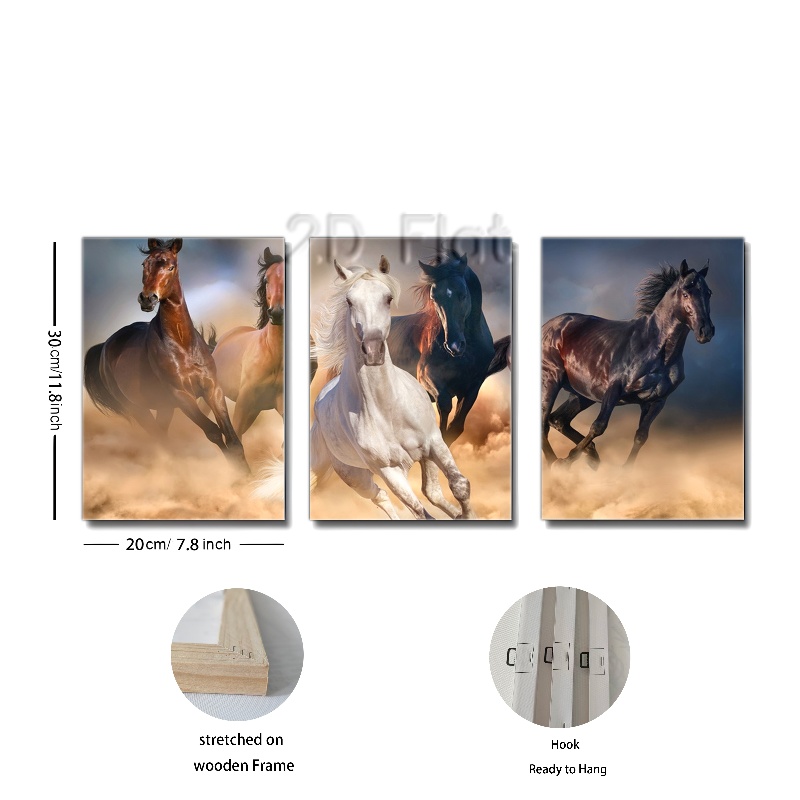 2D Flat
30cm/11.8inch
20cm/ 7.8 inch
stretched on
wooden Frame
Hook
Ready to Hang